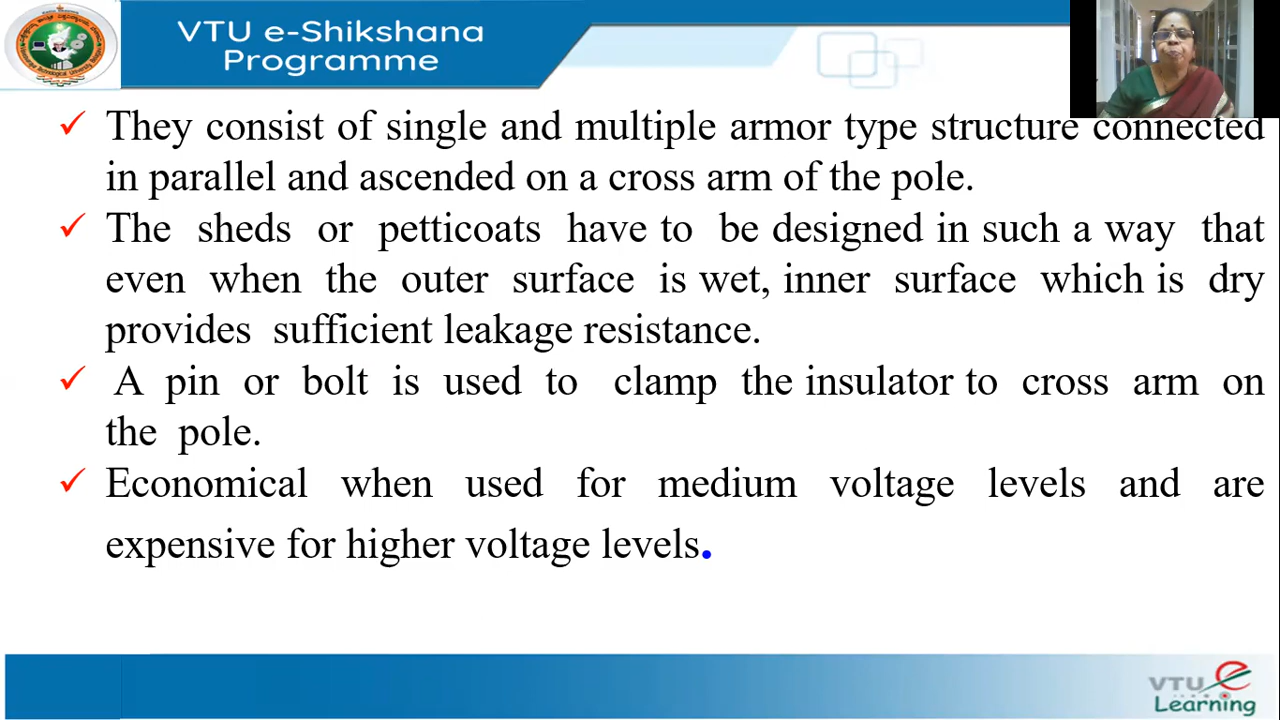 VTU e-Shikshana
Programme
They consist of single and multiple armor type structure connected
in parallel and ascended on a cross arm of the pole.
The sheds or petticoats have to be designed in such a way that
even when the outer surface is wet, inner surface which is dry
provides sufficient leakage resistance.
A pin or bolt is used to clamp the insulator to cross arm on
the pole.
Economical when used for medium voltage levels and are
expensive for higher voltage levels.
VTU e
Learning